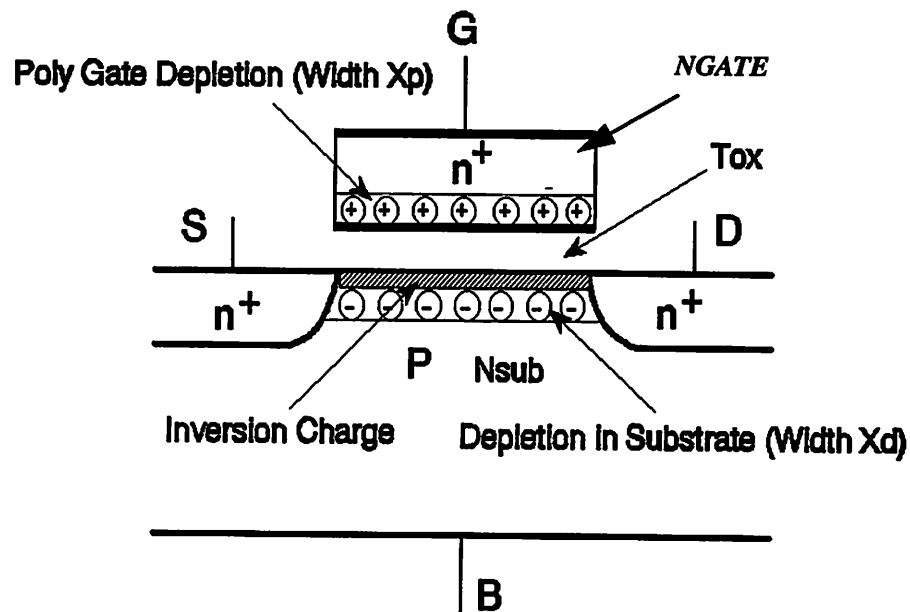 G
Poly Gate Depletion (Width Xp)
NGATE
n+
Tox
+ + + + + + +
S
D
n+
n+
- - - - - - -
P Nsub
Inversion Charge
Depletion in Substrate (Width Xd)
B